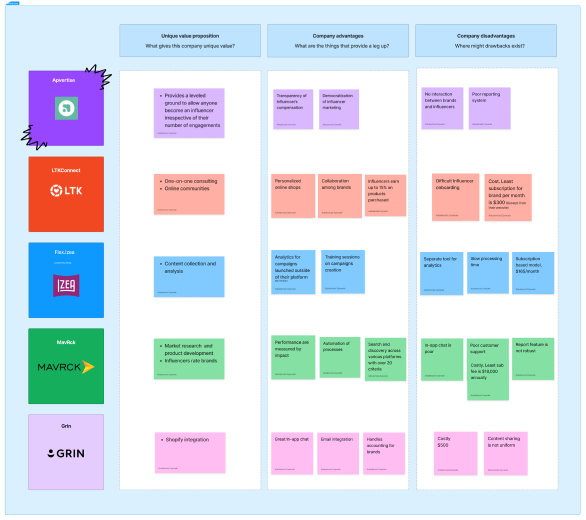 Unique value proposition
What gives this company unique value?
Company advantages
What are the things that provide a leg up?
Company disadvantages
Where might drawbacks exist?
Apvertise
• Provides a leveled
ground to allow anyone
become an influencer
irrespective of their
number of engagements
Transparency of
influencer's
compensation
Democratization of
influencer
marketing
No interaction
between brands
and influencers
Poor reporting
system
LTKConnect
LTK
• One-on-one consulting
• Online communities
Personalized
online shops
Collaboration
among brands
Influencers earn
up to 15% on
products
purchased
Difficult influencer
onboarding
Cost. Least
subscription for
brand per month
is $300
IZEA
• Content collection and
analysis
Analytics for
campaigns
launched outside
of their platform
Training sessions
on campaigns
creation
Separate tool for
analytics
Slow processing
time
Subscription
based model,
$165/month
MavRck
MAVRCK
• Market research and
product development
• Influencers rate brands
Performance are
measured by
impact
Automation of
processes
Search and
discovery across
various platforms
with over 20
criteria
In-app chat is
poor
Poor customer
support
Costly. Least sub
fee is $18,000
annually
Report feature is
not robust
Grin
GRIN
• Shopify integration
Great in-app chat
Email integration
Handles
accounting for
brands
Costly
$500
Content sharing
is not uniform